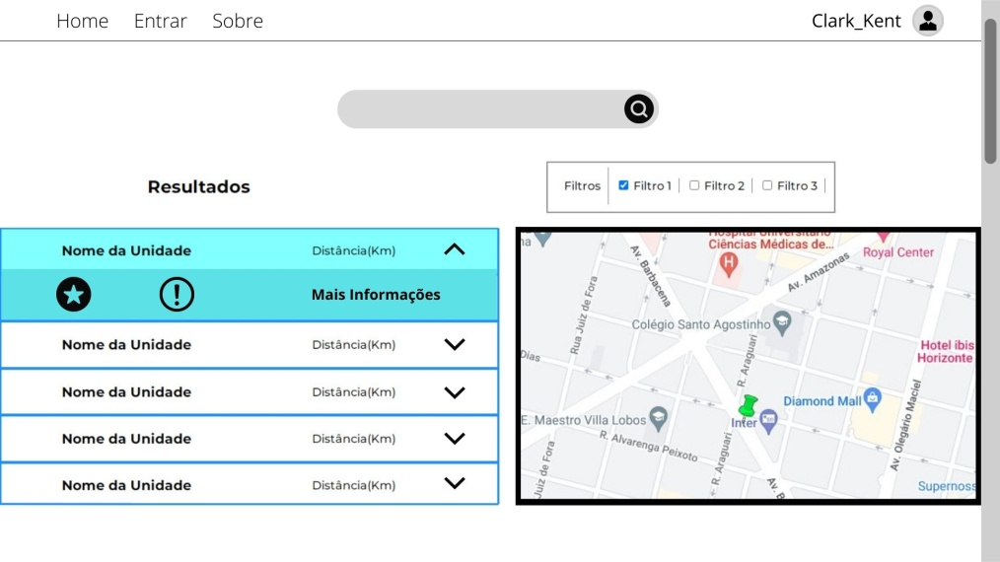 Home Entrar Sobre Clark_Kent
Resultados
Filtros Filtro 1 Filtro 2 Filtro 3
Nome da Unidade Distância(Km)
Mais Informações
Nome da Unidade Distância(Km)
Nome da Unidade Distância(Km)
Nome da Unidade Distância(Km)
Nome da Unidade Distância(Km)
Hospital Universitário
Ciências Médicas de...
Royal Center
Av. Barbacena
Av. Amazonas
Rua Juiz de Fora
Colégio Santo Agostinho
R. Araguari
Hotel ibis
Horizonte
Dias
Diamond Mall
Av. Olegário Maciel
E. Maestro Villa Lobos
Inter
R. Alvarenga Peixoto
R. Araguari
Juiz de Fora
Av. B
Supernoss